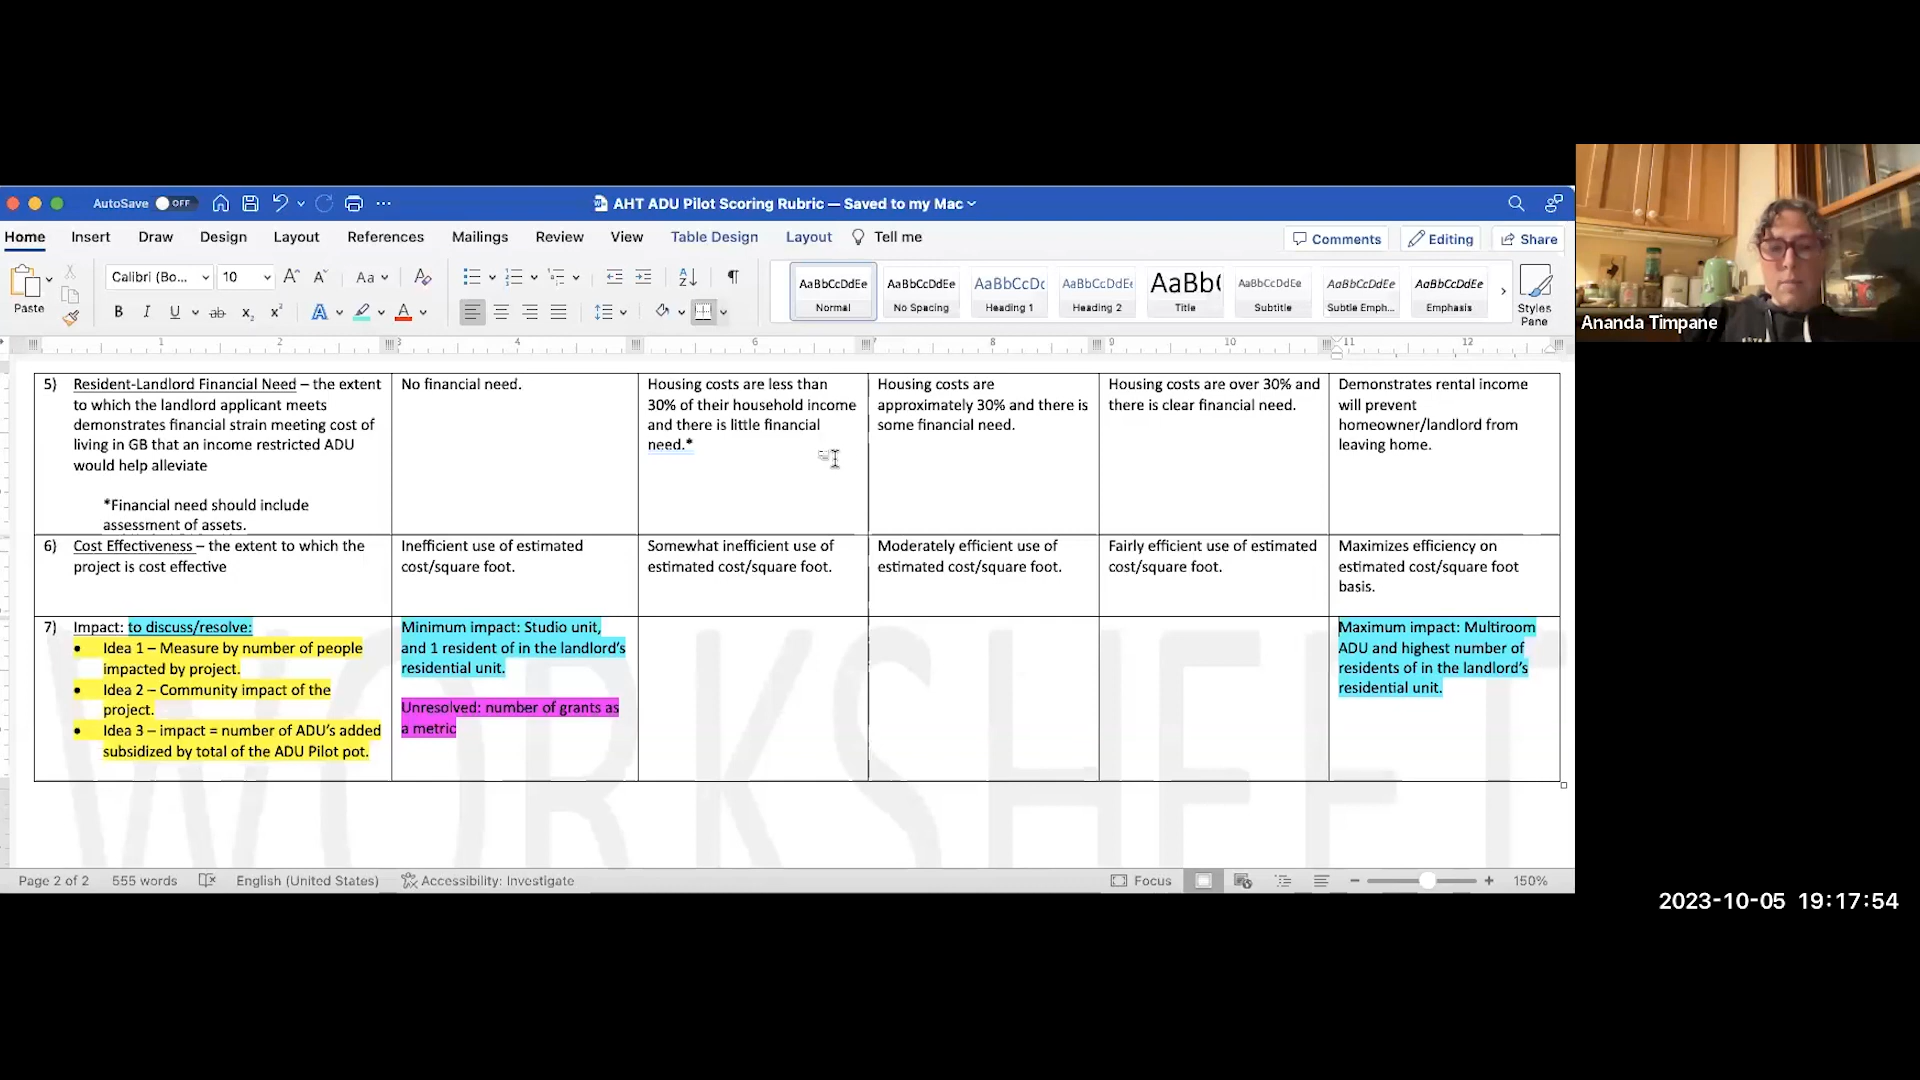 AutoSave OFF
AHT ADU Pilot Scoring Rubric — Saved to my Mac
Home Insert Draw Design Layout References Mailings Review View Table Design Layout Tell me
Comments Editing Share
Paste
Calibri (Bo... 10
AaBbCcDdEe Normal
AaBbCcDdEe No Spacing
AaBbCcDc Heading 1
AaBbCcDdEe Heading 2
AaBbC Title
AaBbCcDdEe Subtitle
AaBbCcDdEe Subtle Emph...
AaBbCcDdEe Emphasis
Styles
Pane
1 2 3 4 6 7 8 9 10 11 12
5) Resident-Landlord Financial Need – the extent
to which the landlord applicant meets
demonstrates financial strain meeting cost of
living in GB that an income restricted ADU
would help alleviate
*Financial need should include
assessment of assets.
No financial need.
Housing costs are less than
30% of their household income
and there is little financial
need.*
Housing costs are
approximately 30% and there is
some financial need.
Housing costs are over 30% and
there is clear financial need.
Demonstrates rental income
will prevent
homeowner/landlord from
leaving home.
6) Cost Effectiveness – the extent to which the
project is cost effective
Inefficient use of estimated
cost/square foot.
Somewhat inefficient use of
estimated cost/square foot.
Moderately efficient use of
estimated cost/square foot.
Fairly efficient use of estimated
cost/square foot.
Maximizes efficiency on
estimated cost/square foot
basis.
7) Impact: to discuss/resolve:
• Idea 1 – Measure by number of people
impacted by project.
• Idea 2 – Community impact of the
project.
• Idea 3 – impact = number of ADU's added
subsidized by total of the ADU Pilot pot.
Minimum impact: Studio unit,
and 1 resident of in the landlord's
residential unit.
Unresolved: number of grants as
a metric
Maximum impact: Multiroom
ADU and highest number of
residents of in the landlord's
residential unit.
WORKSHEET
Page 2 of 2 555 words English (United States) Accessibility: Investigate Focus 150%
Ananda Timpane
2023-10-05 19:17:54